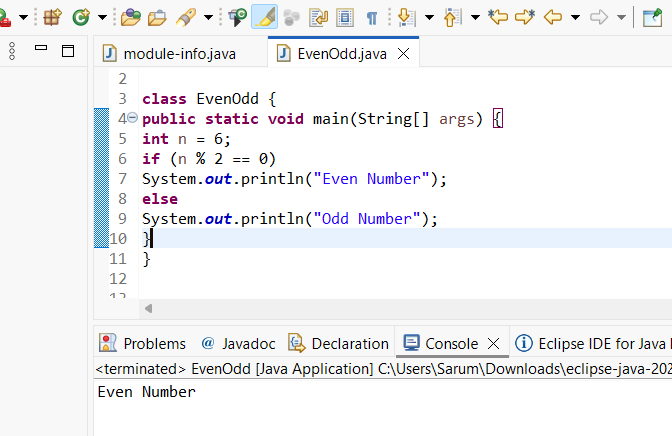 module-info.java
EvenOdd.java
2
3 class EvenOdd {
4 public static void main(String[] args) {
5 int n = 6;
6 if (n % 2 == 0)
7 System.out.println("Even Number");
8 else
9 System.out.println("Odd Number");
10 }
11 }
12
Problems @ Javadoc Declaration Console Eclipse IDE for Java
<terminated> EvenOdd [Java Application] C:\Users\Sarum\Downloads\eclipse-java-202
Even Number